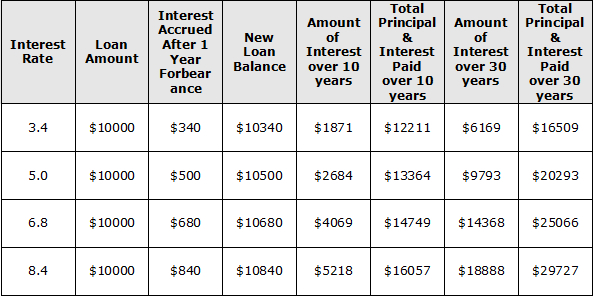 Interest Rate
Loan Amount
Interest Accrued After 1 Year Forbear ance
New Loan Balance
Amount of Interest over 10 years
Total Principal & Interest Paid over 10 years
Amount of Interest over 30 years
Total Principal & Interest Paid over 30 years
3.4 $10000 $340 $10340 $1871 $12211 $6169 $16509
5.0 $10000 $500 $10500 $2684 $13364 $9793 $20293
6.8 $10000 $680 $10680 $4069 $14749 $14368 $25066
8.4 $10000 $840 $10840 $5218 $16057 $18888 $29727